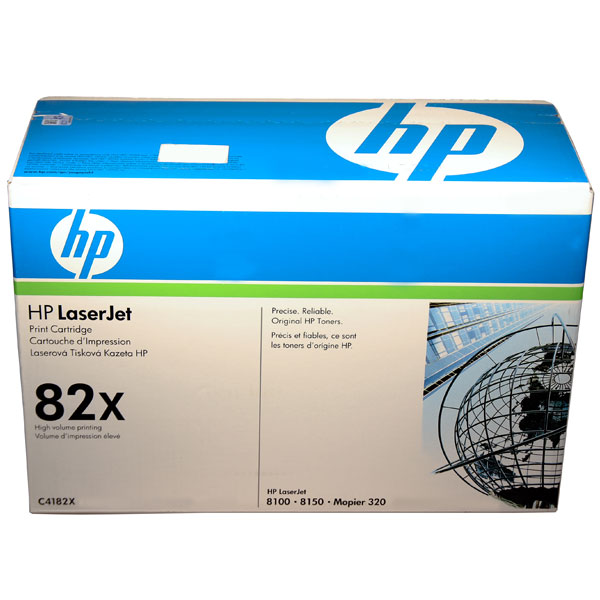 hp
hp
HP LaserJet
Print Cartridge
Cartouche d'Impression
Laserová Tisková Kazeta HP
82X
High volume printing
Volume d'impression élevé
C4182X
Precise. Reliable.
Original HP Toners.
Précis et fiables, ce sont
les toners d'origine HP.
HP LaserJet
8100 • 8150 • Mopier 320